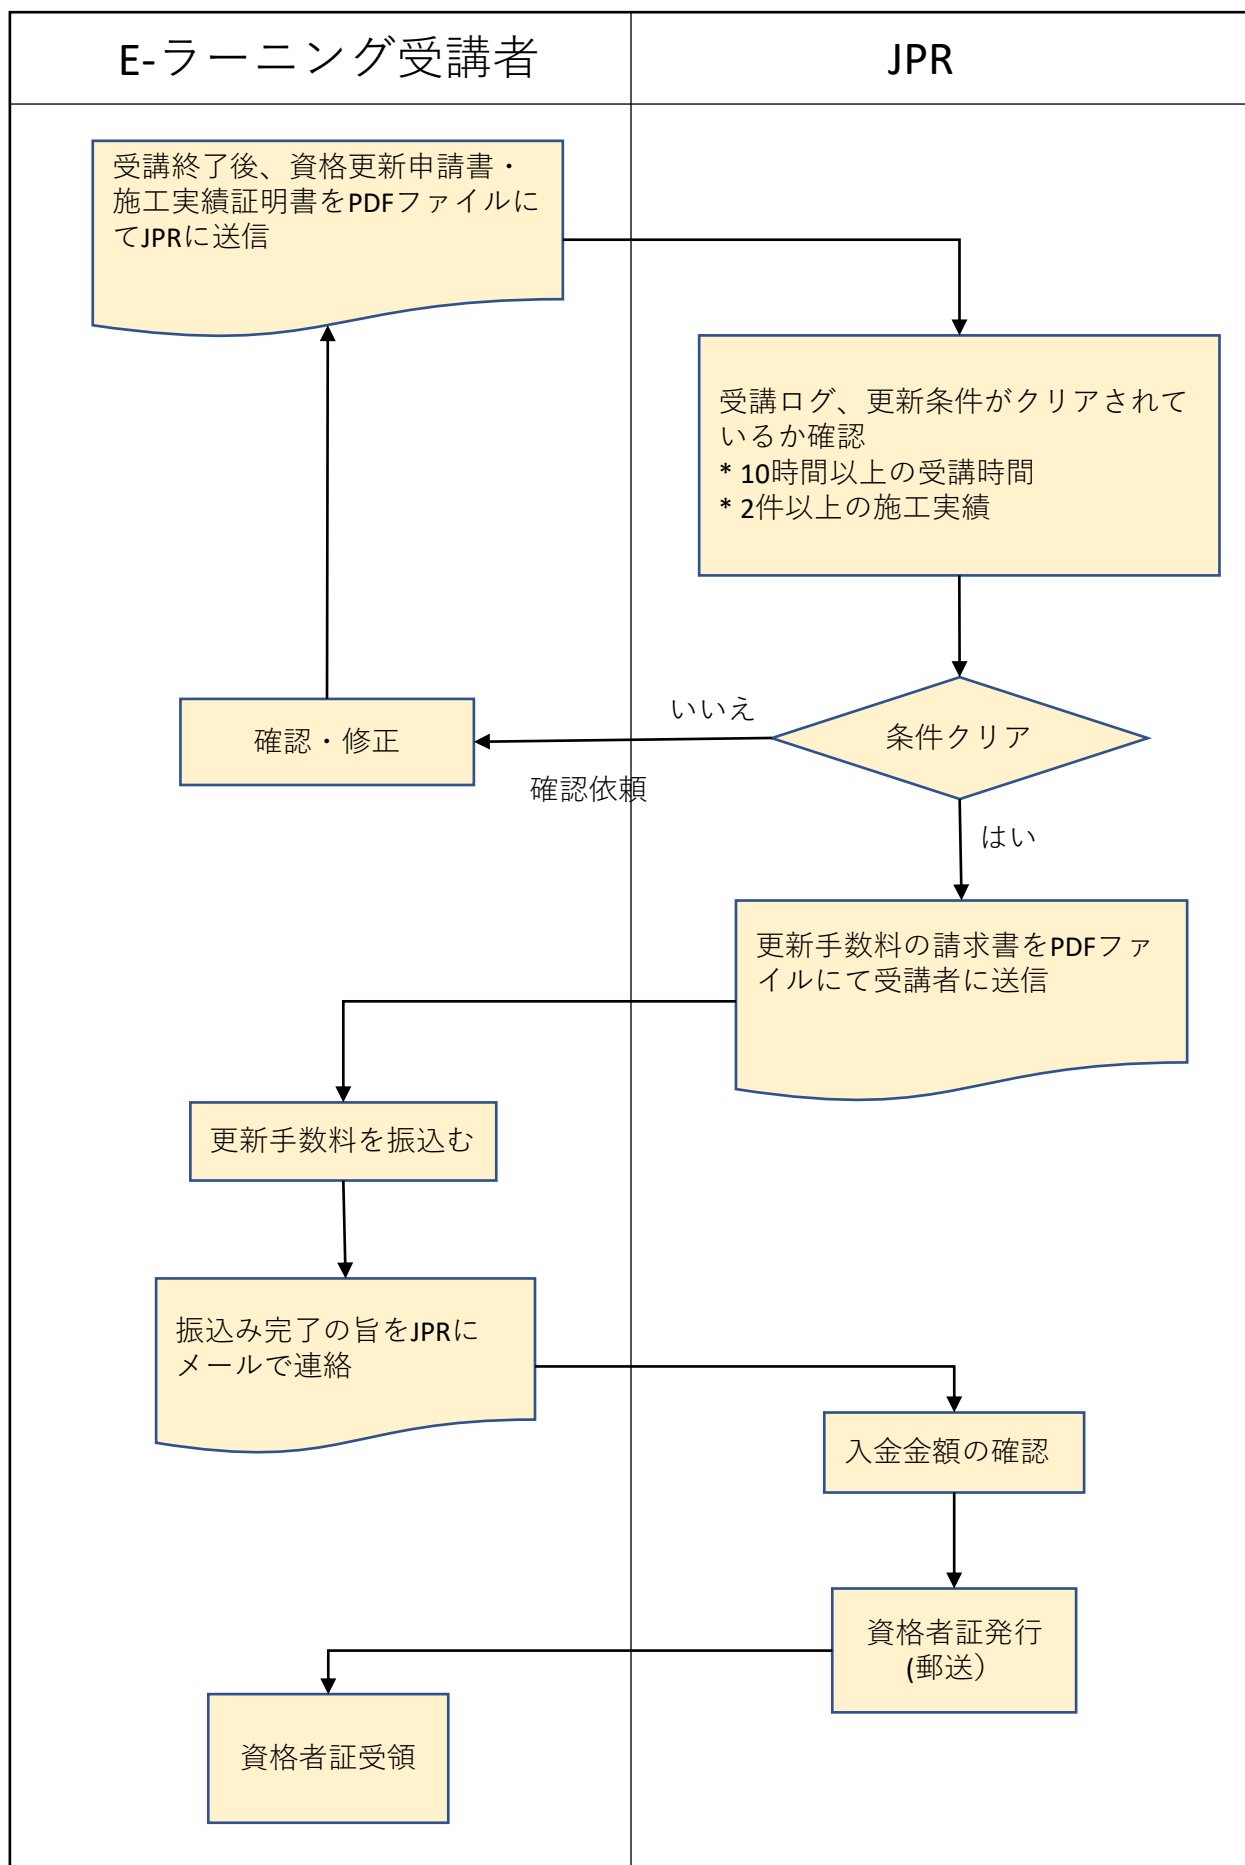 E-ラーニング受講者
JPR
受講終了後、資格更新申請書・
施工実績証明書をPDFファイルに
てJPRに送信
受講ログ、更新条件がクリアされて
いるか確認
* 10時間以上の受講時間
* 2件以上の施工実績
条件クリア
いいえ
確認依頼
確認・修正
はい
更新手数料の請求書をPDFファ
イルにて受講者に送信
更新手数料を振込む
振込み完了の旨をJPRに
メールで連絡
入金金額の確認
資格者証発行
(郵送）
資格者証受領